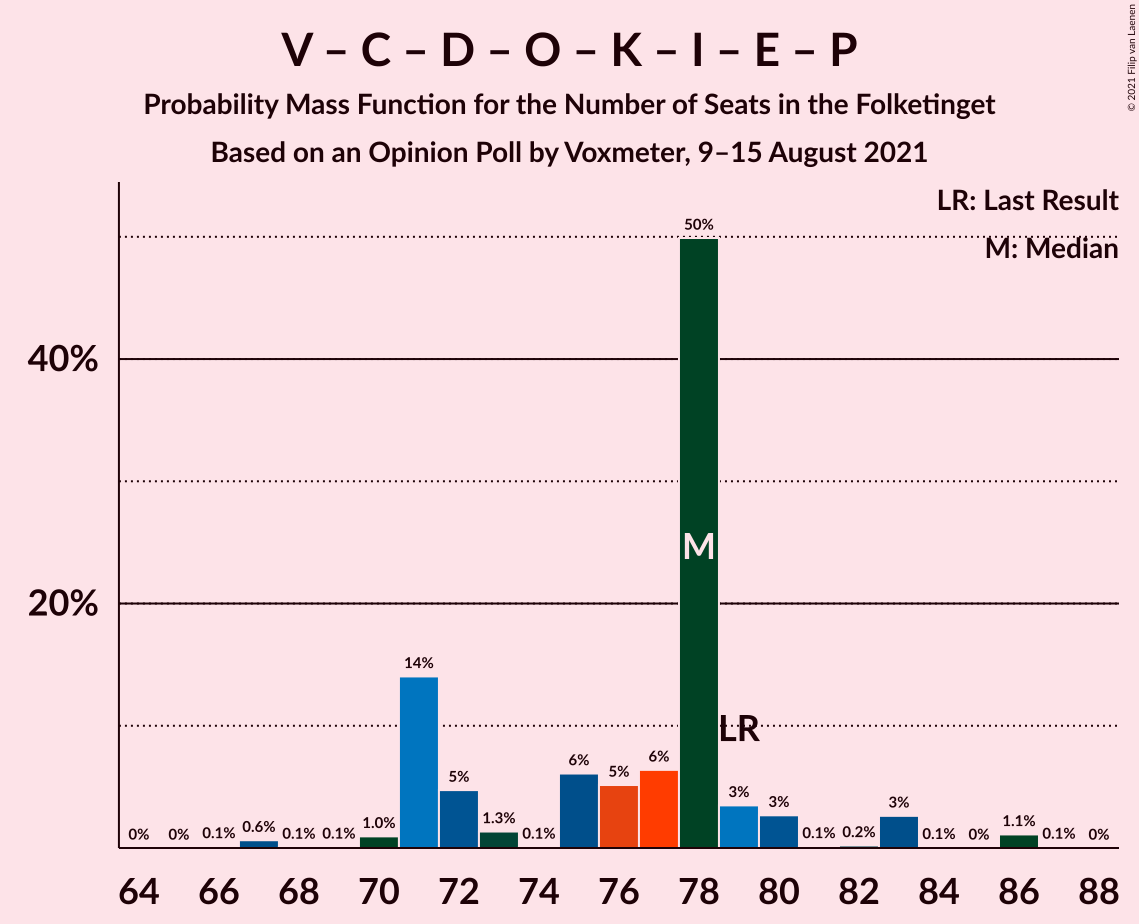 V – C – D – O – K – I – E – P
Probability Mass Function for the Number of Seats in the Folketinget
Based on an Opinion Poll by Voxmeter, 9–15 August 2021
© 2021 Filip van Laenen
LR: Last Result
M: Median
50%
40%
20%
M
LR
0% 0% 0.1% 0.6% 0.1% 0.1% 1.0% 14% 5% 1.3% 0.1% 6% 5% 6% 3% 3% 0.1% 0.2% 3% 0.1% 0% 1.1% 0.1% 0%
64 66 68 70 72 74 76 78 80 82 84 86 88